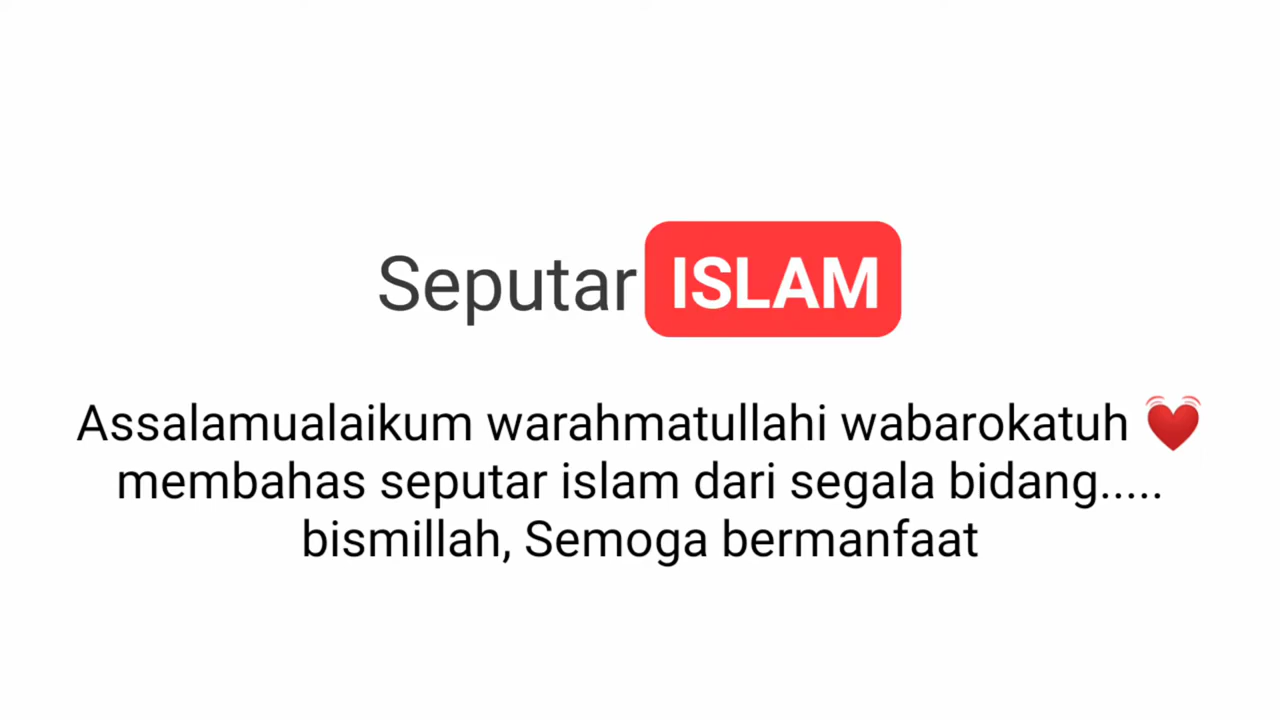 Seputar ISLAM
Assalamualaikum warahmatullahi wabarokatuh 💓
membahas seputar islam dari segala bidang.....
bismillah, Semoga bermanfaat